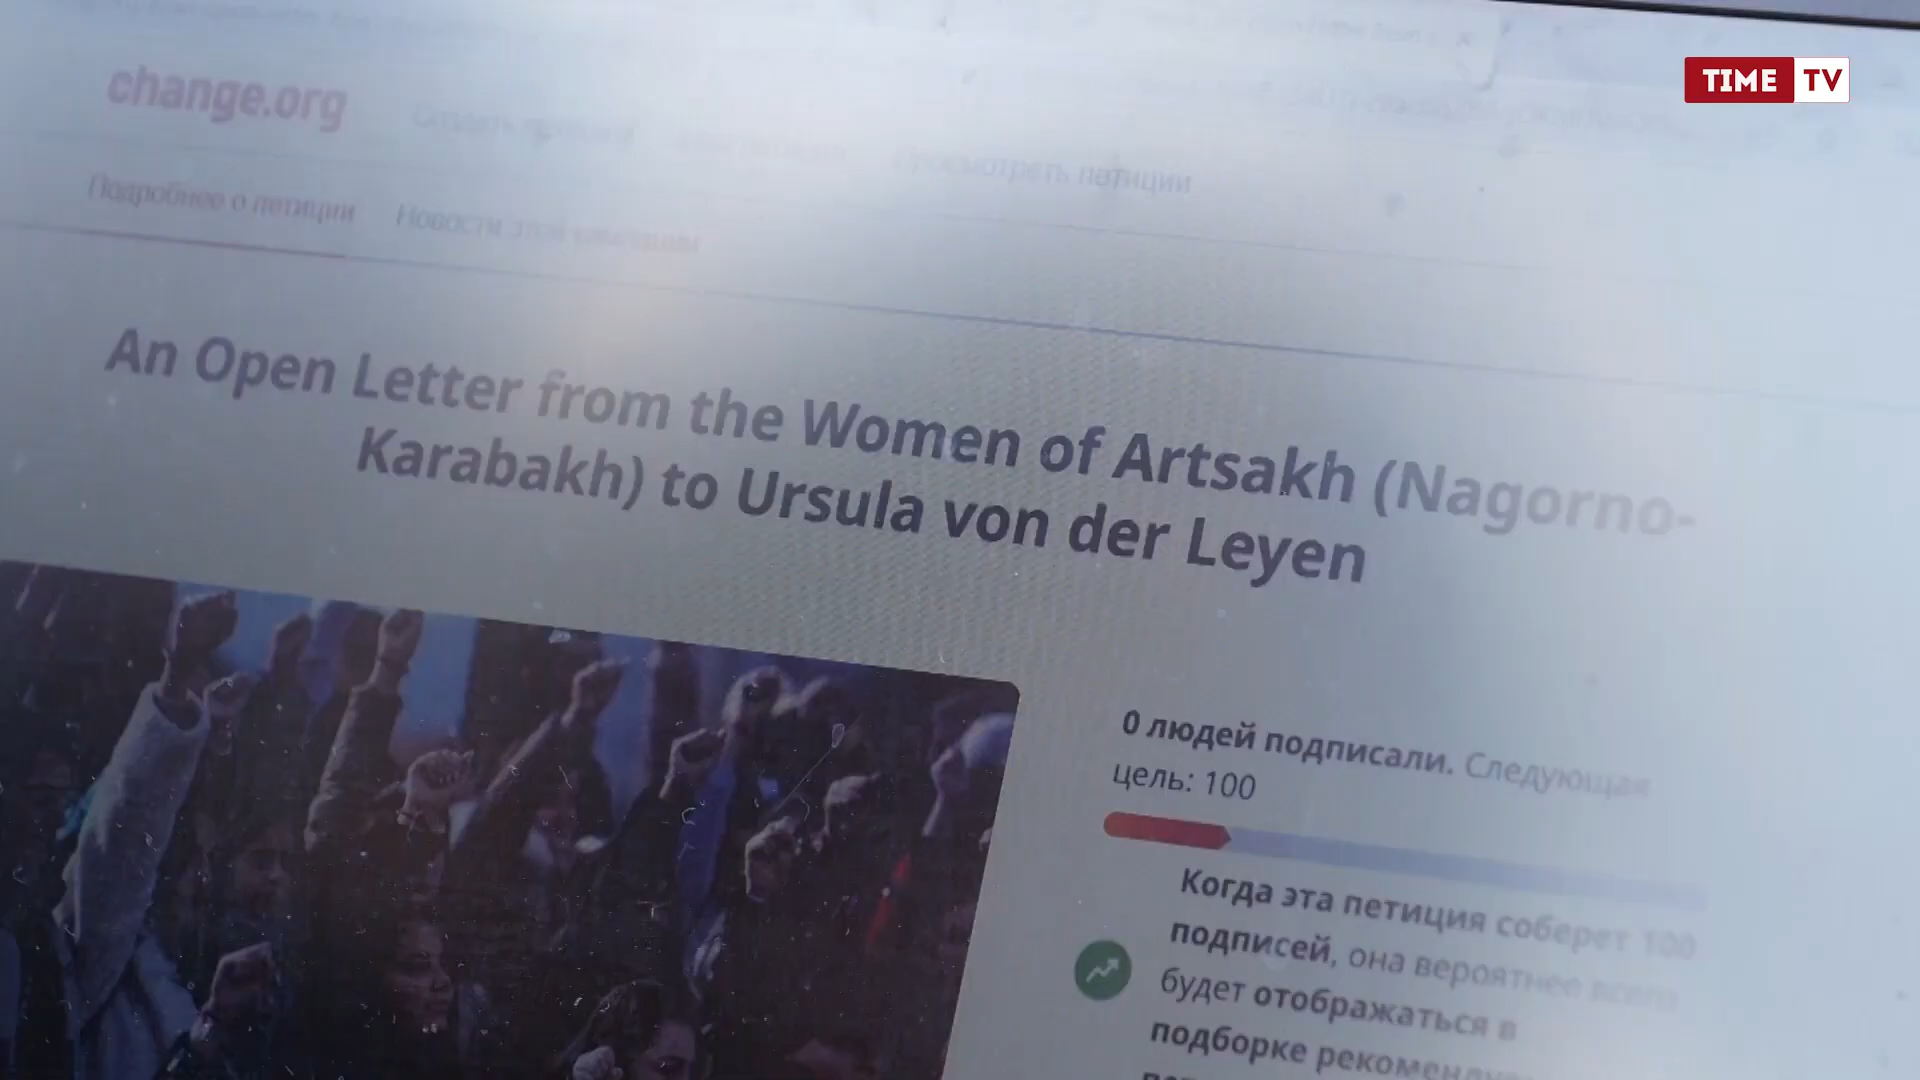 TIME TV
change.org
Просмотреть петиции
Подробнее о петиции Новости этой кампании
An Open Letter from the Women of Artsakh (Nagorno-
Karabakh) to Ursula von der Leyen
0 людей подписали. Следующая
цель: 100
Когда эта петиция соберет 100
подписей, она вероятнее всего
будет отображаться в
подборке